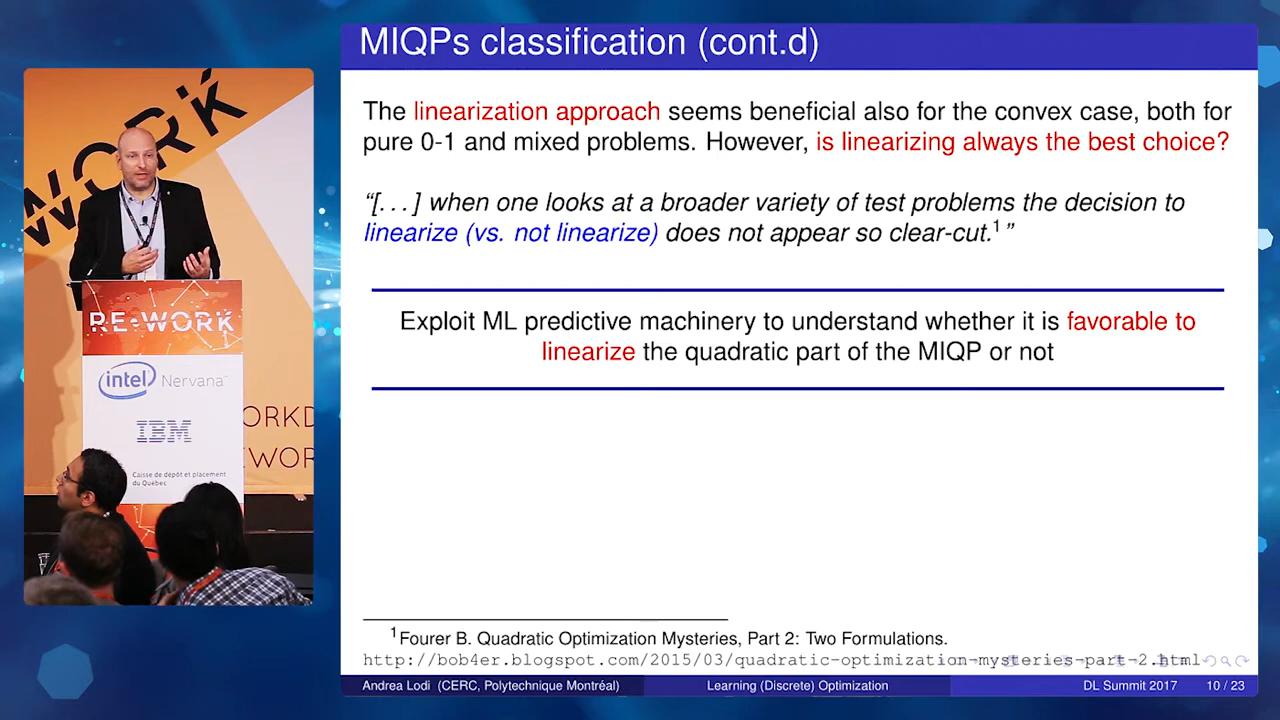 MIQPs classification (cont.d)
The linearization approach seems beneficial also for the convex case, both for
pure 0-1 and mixed problems. However, is linearizing always the best choice?
“[. . . ] when one looks at a broader variety of test problems the decision to
linearize (vs. not linearize) does not appear so clear-cut.1 ”
Exploit ML predictive machinery to understand whether it is favorable to
linearize the quadratic part of the MIQP or not
1Fourer B. Quadratic Optimization Mysteries, Part 2: Two Formulations.
http://bob4er.blogspot.com/2015/03/quadratic-optimization-mysteries-part-2.html
Andrea Lodi (CERC, Polytechnique Montréal) Learning (Discrete) Optimization DL Summit 2017 10 / 23
WORK
RE•WORK
intel Nervana™
IBM
Caisse de dépôt et placement
du Québec